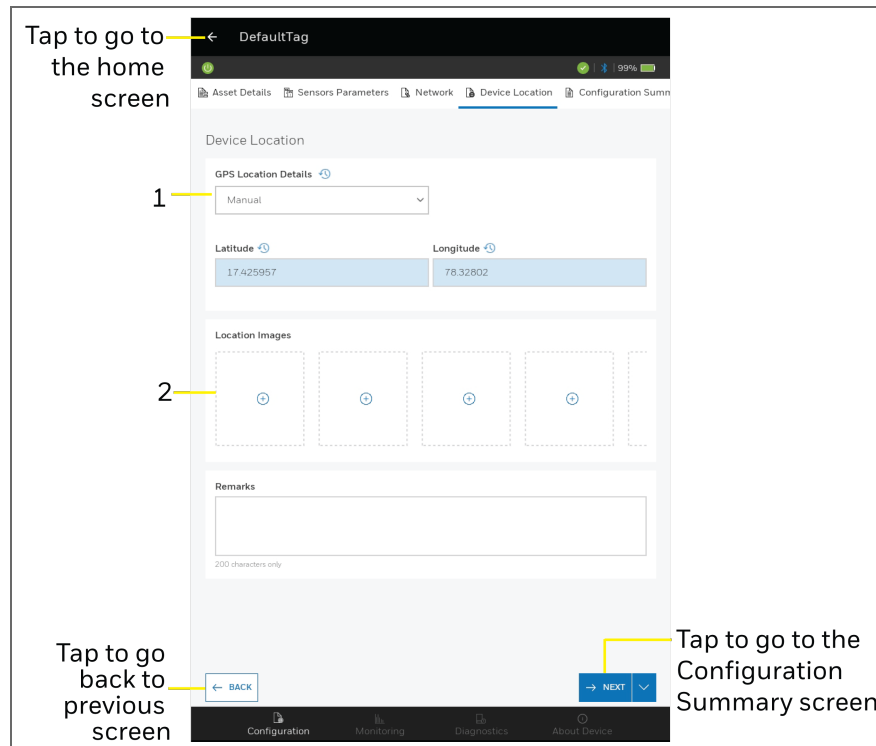 Tap to go to
the home
screen
DefaultTag
99%
Asset Details Sensors Parameters Network Device Location Configuration Summ
Device Location
GPS Location Details
1
Manual
Latitude Longitude
17.425957 78.32802
Location Images
2
Remarks
200 characters only
Tap to go
back to
previous
screen
BACK
NEXT
Tap to go to the
Configuration
Summary screen
Configuration Monitoring Diagnostics About Device